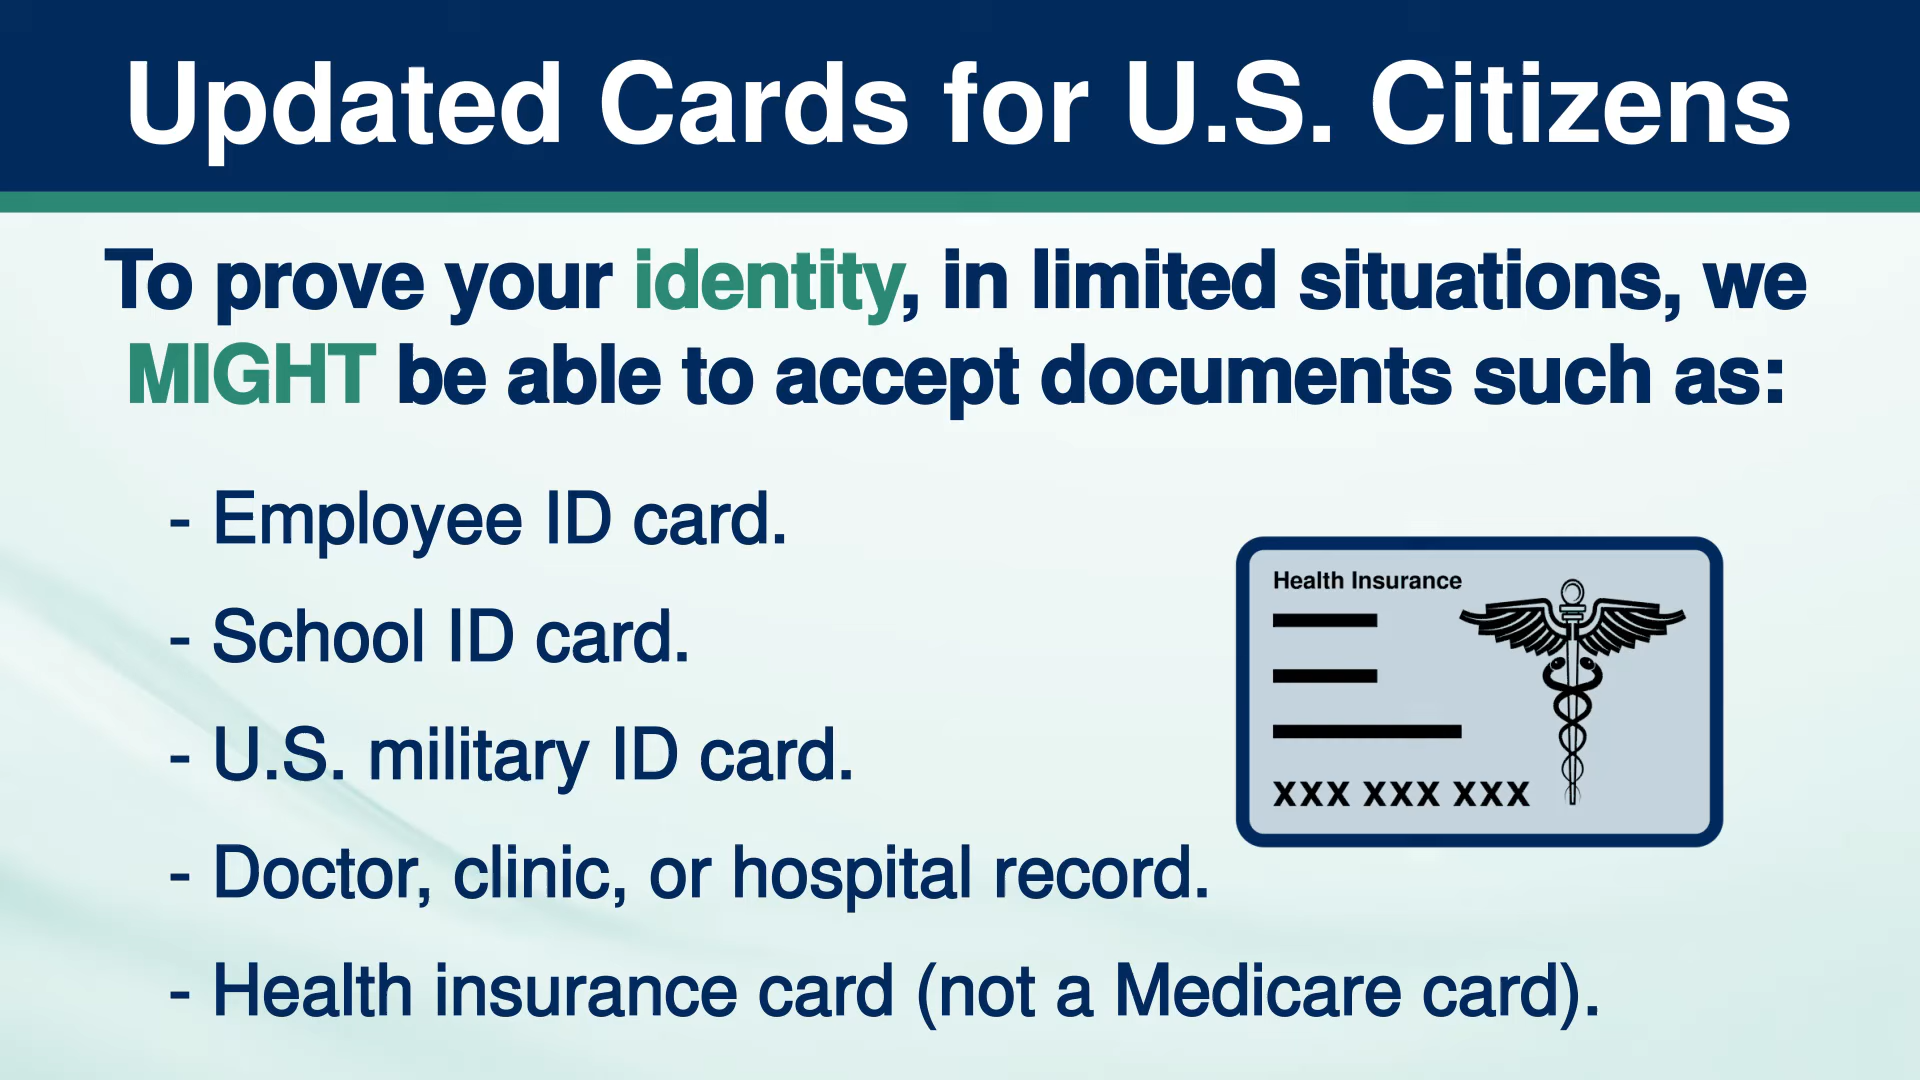 Updated Cards for U.S. Citizens
To prove your identity, in limited situations, we
MIGHT be able to accept documents such as:
- Employee ID card.
- School ID card.
- U.S. military ID card.
- Doctor, clinic, or hospital record.
- Health insurance card (not a Medicare card).
Health Insurance
XXX XXX XXX